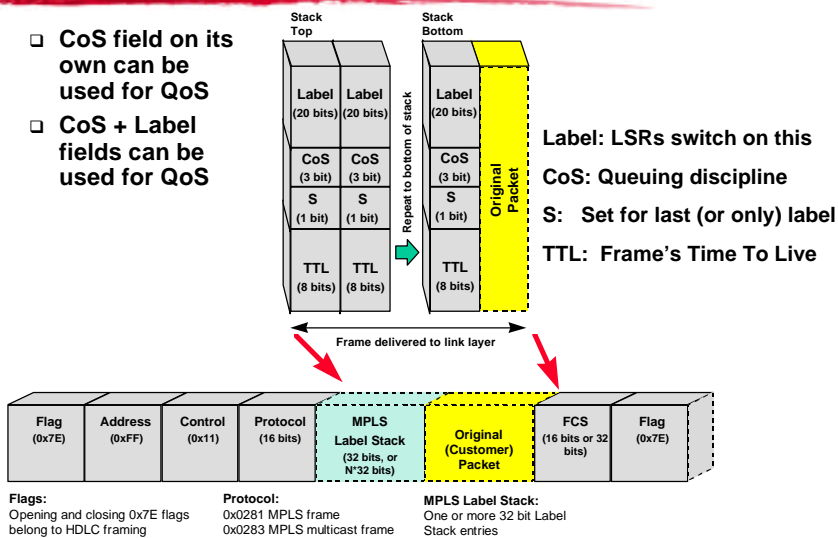 CoS field on its
own can be
used for QoS
CoS + Label
fields can be
used for QoS
Stack
Top
Stack
Bottom
Label
(20 bits)
Label
(20 bits)
CoS
(3 bit)
CoS
(3 bit)
S
(1 bit)
S
(1 bit)
TTL
(8 bits)
TTL
(8 bits)
Repeat to bottom of stack
Label
(20 bits)
CoS
(3 bit)
S
(1 bit)
TTL
(8 bits)
Original
Packet
Frame delivered to link layer
Label: LSRs switch on this
CoS: Queuing discipline
S: Set for last (or only) label
TTL: Frame's Time To Live
Flag
(0x7E)
Address
(0xFF)
Control
(0x11)
Protocol
(16 bits)
MPLS
Label Stack
(32 bits, or
N*32 bits)
Original
(Customer)
Packet
FCS
(16 bits or 32
bits)
Flag
(0x7E)
Flags:
Opening and closing 0x7E flags
belong to HDLC framing
Protocol:
0x0281 MPLS frame
0x0283 MPLS multicast frame
MPLS Label Stack:
One or more 32 bit Label
Stack entries